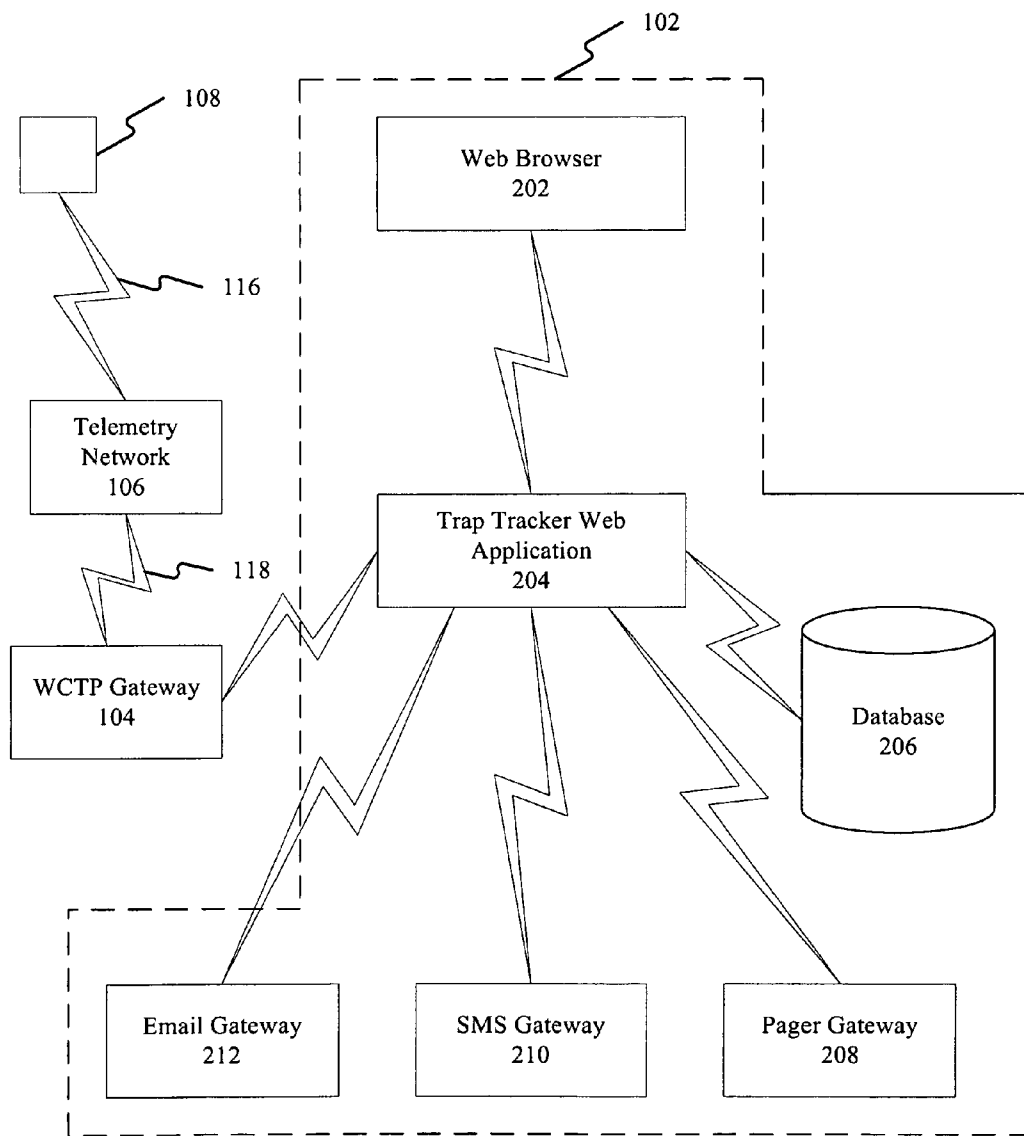 102
108
Web Browser
202
116
Telemetry
Network
106
Trap Tracker Web
Application
204
118
WCTP Gateway
104
Database
206
Email Gateway
212
SMS Gateway
210
Pager Gateway
208